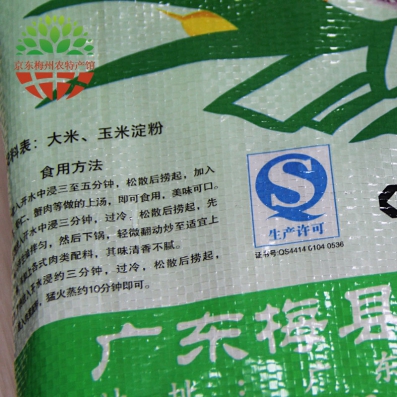 京东梅州农特产馆
料表：大米、玉米淀粉
食用方法
开水中浸三至五分钟，松散后捞起，加入
、蟹肉等做的上汤，即可食用，美味可口。
水中浸三分钟，过冷、松散后捞起，先
拌匀，然后下锅，轻微翻动炒至适宜上
各式肉类配料，其味清香不腻。
水浸约三分钟，过冷，松散后捞起，
猛火蒸约10分钟即可。
生产许可
证书号:QS4414 0104 0536
广东梅县